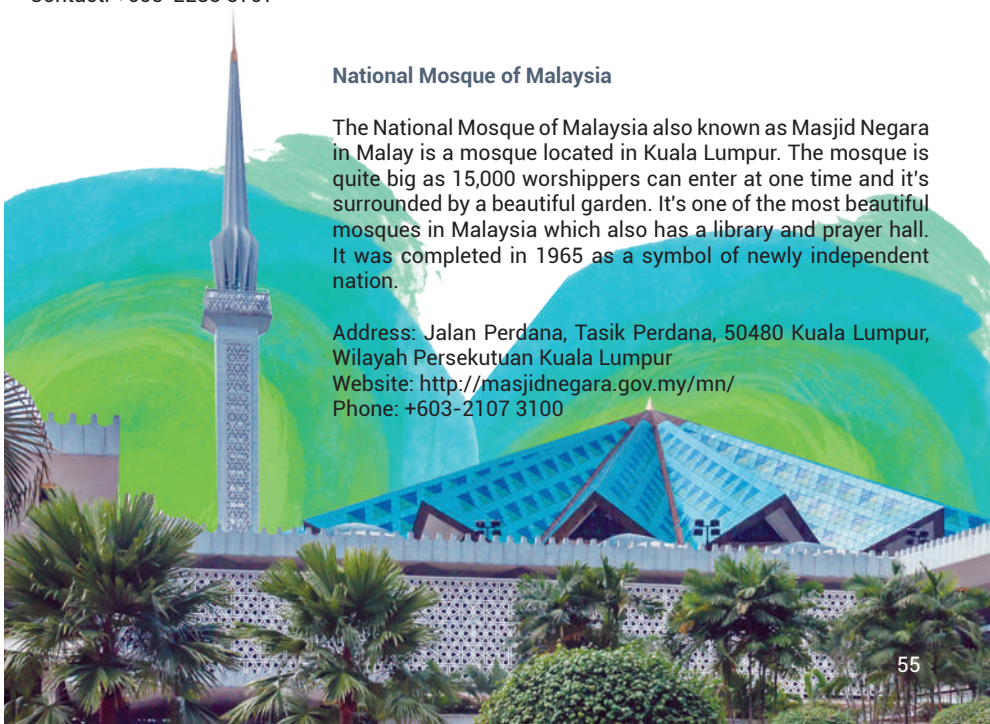 National Mosque of Malaysia
The National Mosque of Malaysia also known as Masjid Negara
in Malay is a mosque located in Kuala Lumpur. The mosque is
quite big as 15,000 worshippers can enter at one time and it's
surrounded by a beautiful garden. It's one of the most beautiful
mosques in Malaysia which also has a library and prayer hall.
It was completed in 1965 as a symbol of newly independent
nation.
Address: Jalan Perdana, Tasik Perdana, 50480 Kuala Lumpur,
Wilayah Persekutuan Kuala Lumpur
Website: http://masjidnegara.gov.my/mn/
Phone: +603-2107 3100
55